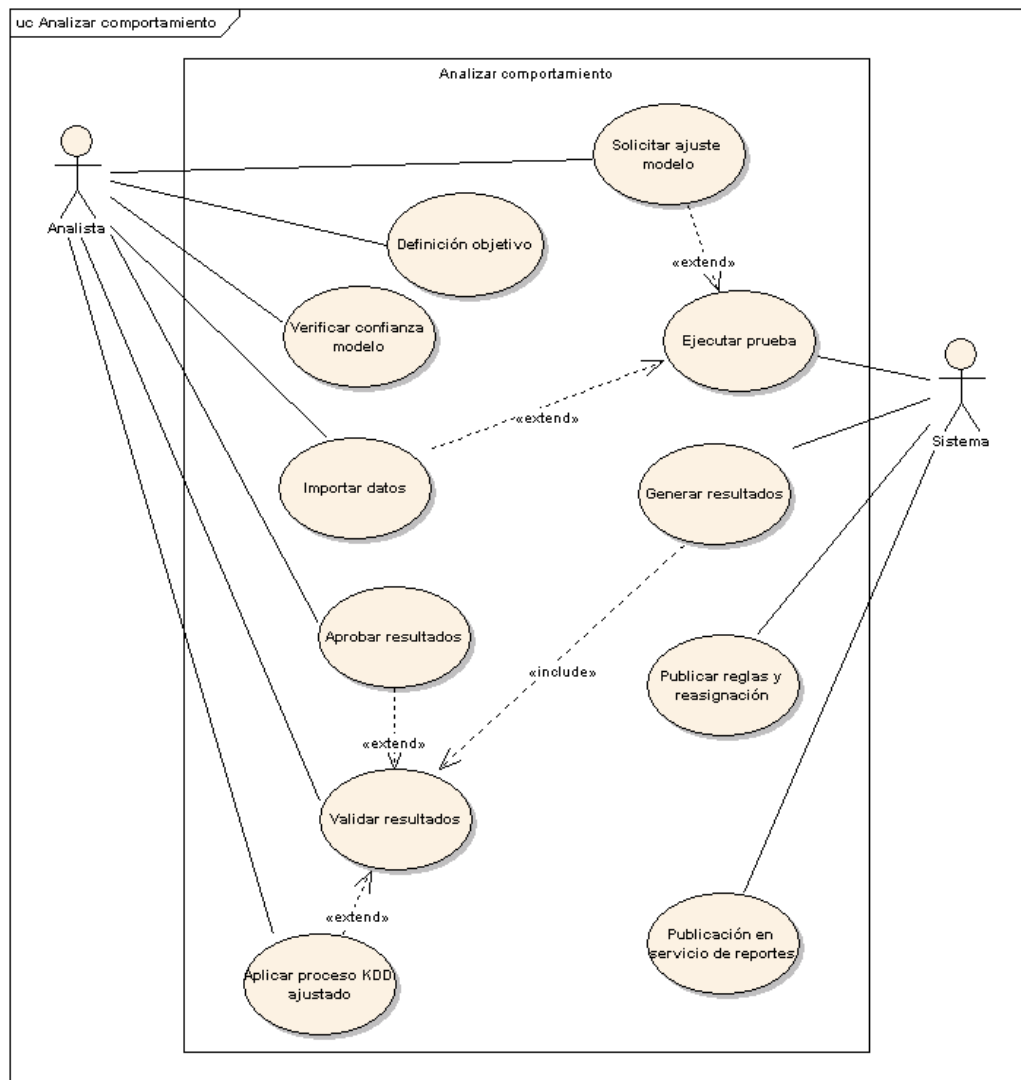 uc Analizar comportamiento
Analizar comportamiento
Solicitar ajuste
modelo
Analista
Definición objetivo
«extend»
Verificar confianza
modelo
Ejecutar prueba
«extend»
Sistema
Importar datos
Generar resultados
Aprobar resultados
«include»
Publicar reglas y
reasignación
«extend»
Validar resultados
«extend»
Publicación en
servicio de reportes
Aplicar proceso KDD
ajustado